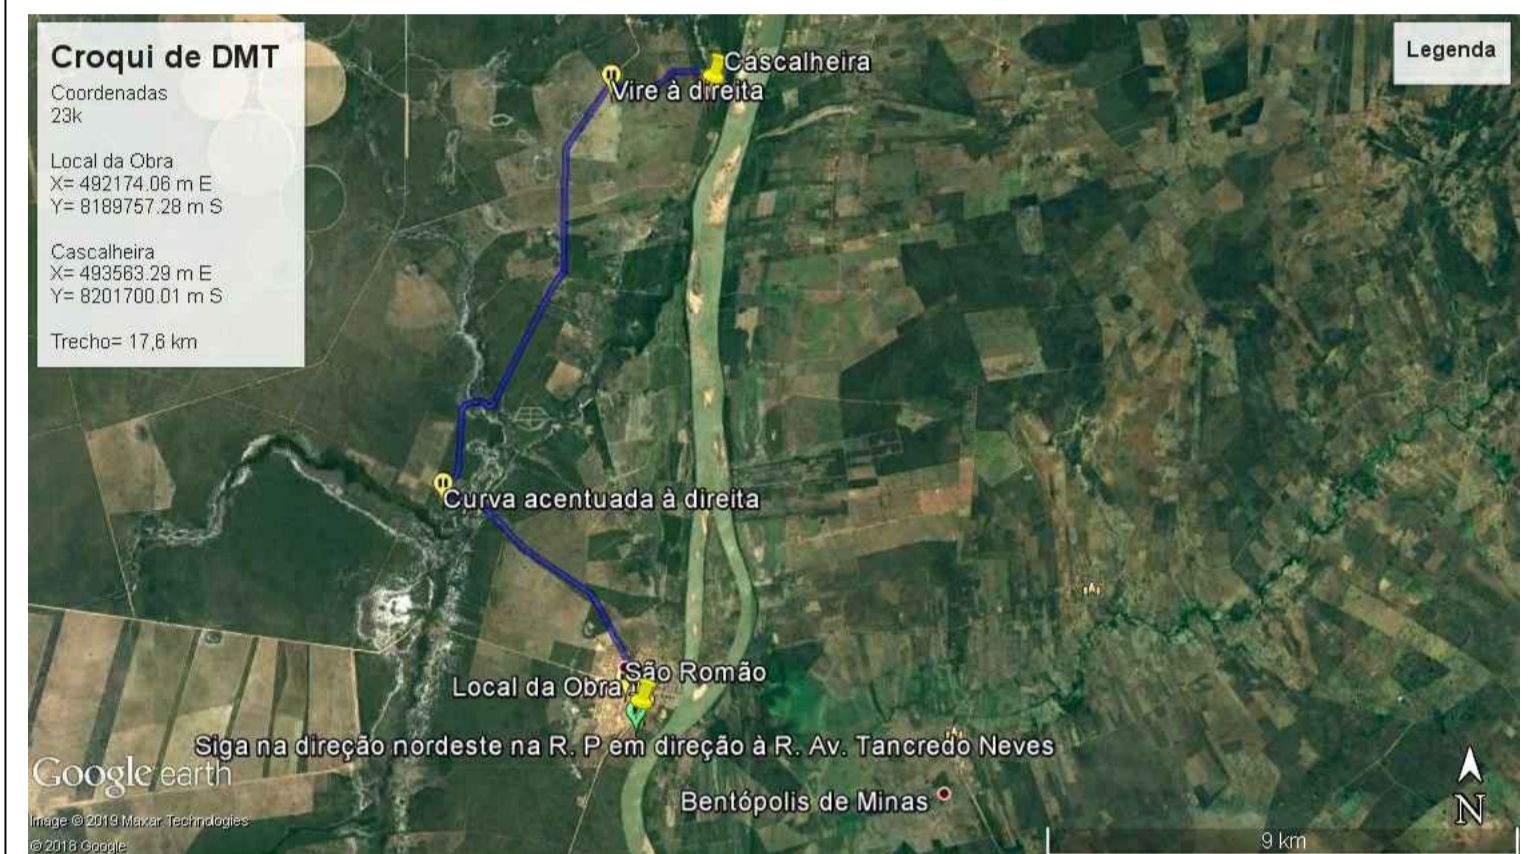 Croqui de DMT
Coordenadas
23k
Local da Obra
X= 492174.06 m E
Y= 8189757.28 m S
Cascalheira
X= 493563.29 m E
Y= 8201700.01 m S
Trecho= 17,6 km
Legenda
Cascalheira
Vire à direita
Curva acentuada à direita
São Romão
Local da Obra
Siga na direção nordeste na R. P em direção à R. Av. Tancredo Neves
Bentópolis de Minas
Google earth
Image © 2019 Maxar Technologies
© 2018 Google
N
9 km